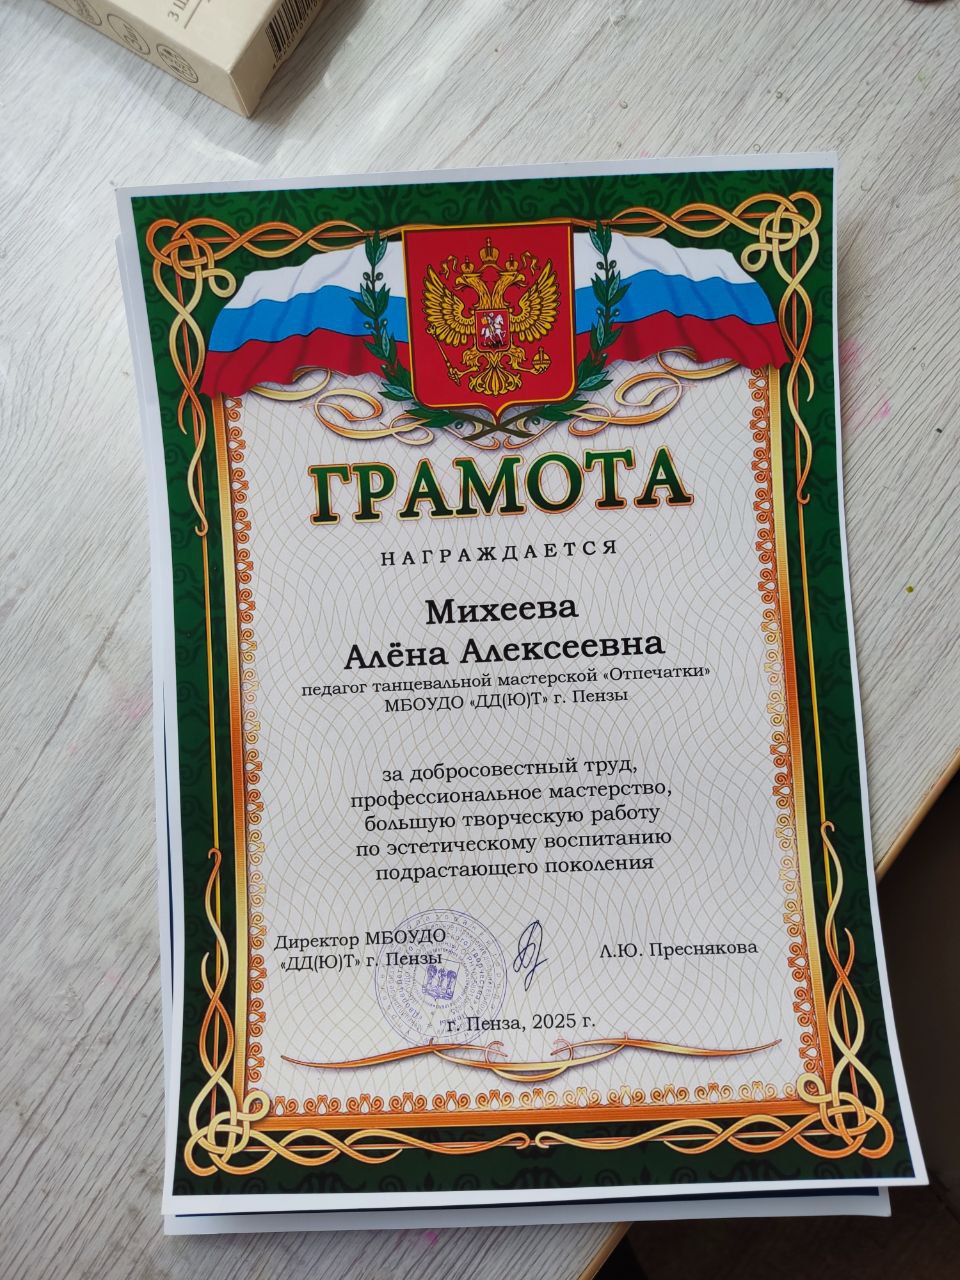 ГРАМОТА
НАГРАЖДАЕТСЯ
Михеева
Алёна Алексеевна
педагог танцевальной мастерской «Отпечатки»
МБОУДО «ДД(Ю)Т» г. Пензы
за добросовестный труд,
профессиональное мастерство,
большую творческую работу
по эстетическому воспитанию
подрастающего поколения
Директор МБОУДО
«ДД(Ю)Т» г. Пензы
Л.Ю. Преснякова
г. Пенза, 2025 г.